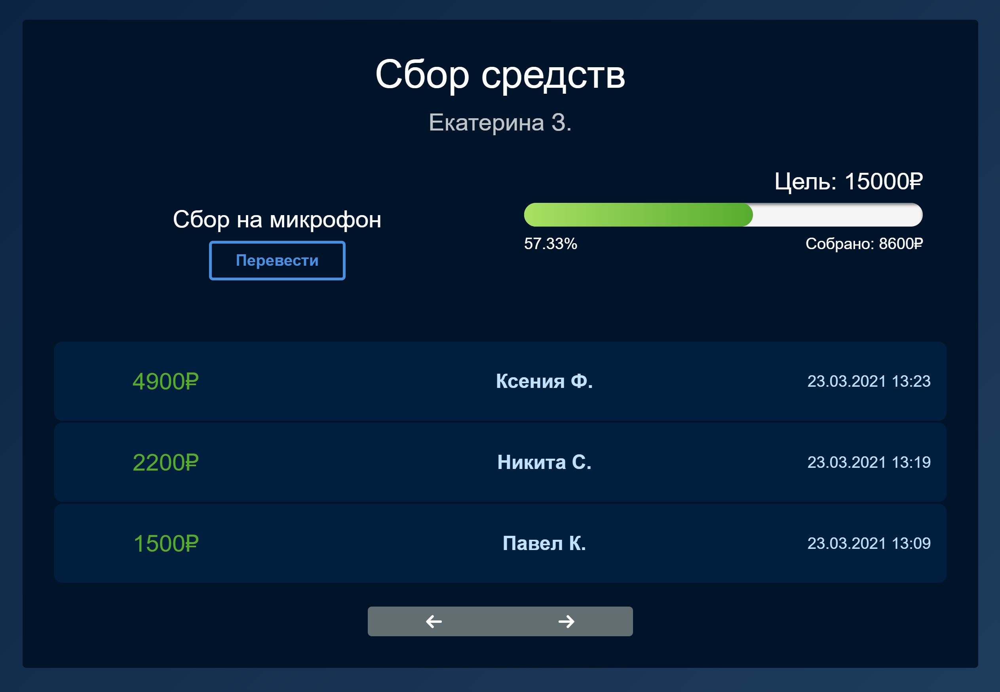 Сбор средств
Екатерина З.
Цель: 15000₽
Сбор на микрофон
57.33%
Собрано: 8600₽
Перевести
4900₽
Ксения Ф.
23.03.2021 13:23
2200₽
Никита С.
23.03.2021 13:19
1500₽
Павел К.
23.03.2021 13:09